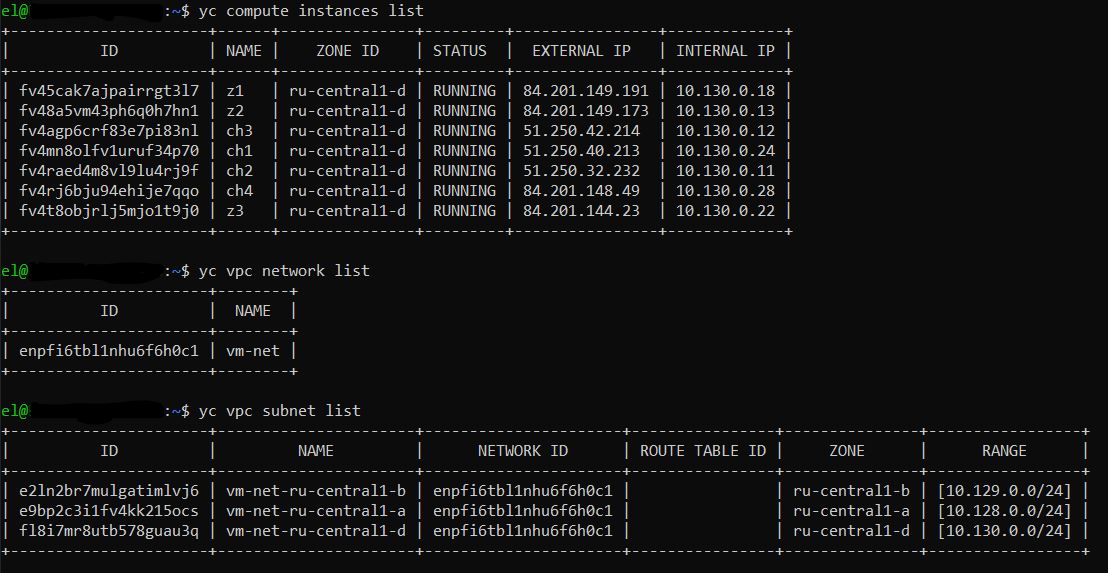 el@ :~$ yc compute instances list
+----------------------+------+---------------+---------+----------------+-------------+
|          ID          | NAME |    ZONE ID    | STATUS  |  EXTERNAL IP   | INTERNAL IP |
+----------------------+------+---------------+---------+----------------+-------------+
| fv45cak7ajpairrgt3l7 | z1   | ru-central1-d | RUNNING | 84.201.149.191 | 10.130.0.18 |
| fv48a5vm43ph6q0h7hn1 | z2   | ru-central1-d | RUNNING | 84.201.149.173 | 10.130.0.13 |
| fv4agp6crf83e7pi83nl | ch3  | ru-central1-d | RUNNING | 51.250.42.214  | 10.130.0.12 |
| fv4mn8olfv1uruf34p70 | ch1  | ru-central1-d | RUNNING | 51.250.40.213  | 10.130.0.24 |
| fv4raed4m8vl9lu4rj9f | ch2  | ru-central1-d | RUNNING | 51.250.32.232  | 10.130.0.11 |
| fv4rj6bju94ehije7qqo | ch4  | ru-central1-d | RUNNING | 84.201.148.49  | 10.130.0.28 |
| fv4t8objrlj5mjo1t9j0 | z3   | ru-central1-d | RUNNING | 84.201.144.23  | 10.130.0.22 |
+----------------------+------+---------------+---------+----------------+-------------+
el@ :~$ yc vpc network list
+----------------------+--------+
|          ID          |  NAME  |
+----------------------+--------+
| enpfi6tbl1nhu6f6h0c1 | vm-net |
+----------------------+--------+
el@ :~$ yc vpc subnet list
+----------------------+----------------------+----------------------+----------------+---------------+-----------------+
|          ID          |         NAME         |      NETWORK ID      | ROUTE TABLE ID |     ZONE      |      RANGE      |
+----------------------+----------------------+----------------------+----------------+---------------+-----------------+
| e2ln2br7mulgatimlvj6 | vm-net-ru-central1-b | enpfi6tbl1nhu6f6h0c1 |                | ru-central1-b | [10.129.0.0/24] |
| e9bp2c3i1fv4kk215ocs | vm-net-ru-central1-a | enpfi6tbl1nhu6f6h0c1 |                | ru-central1-a | [10.128.0.0/24] |
| fl8i7mr8utb578guau3q | vm-net-ru-central1-d | enpfi6tbl1nhu6f6h0c1 |                | ru-central1-d | [10.130.0.0/24] |
+----------------------+----------------------+----------------------+----------------+---------------+-----------------+